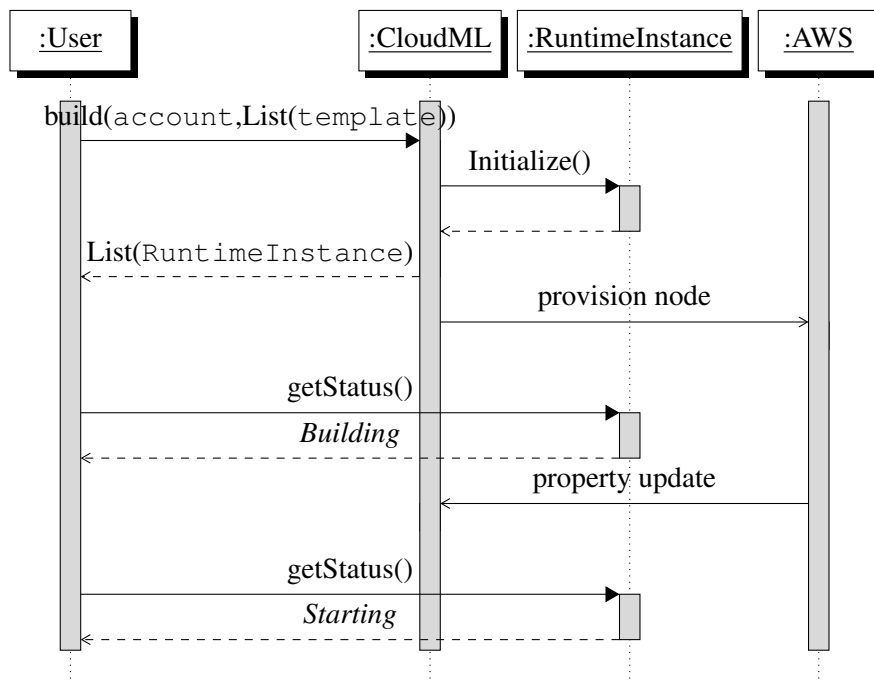 :User
:CloudML
:RuntimeInstance
:AWS
build(account,List(template))
Initialize()
List(RuntimeInstance)
provision node
getStatus()
Building
property update
getStatus()
Starting